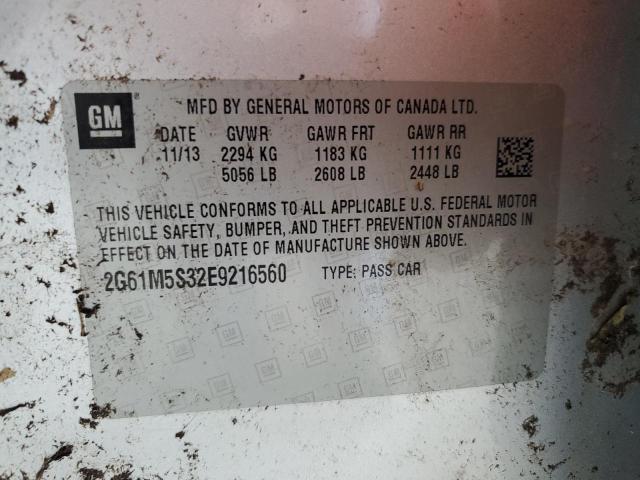 GM
MFD BY GENERAL MOTORS OF CANADA LTD.
DATE GVWR GAWR FRT GAWR RR
11/13 2294 KG 1183 KG 1111 KG
5056 LB 2608 LB 2448 LB
THIS VEHICLE CONFORMS TO ALL APPLICABLE U.S. FEDERAL MOTOR
VEHICLE SAFETY, BUMPER, AND THEFT PREVENTION STANDARDS IN
EFFECT ON THE DATE OF MANUFACTURE SHOWN ABOVE.
2G61M5S32E9216560 TYPE: PASS CAR